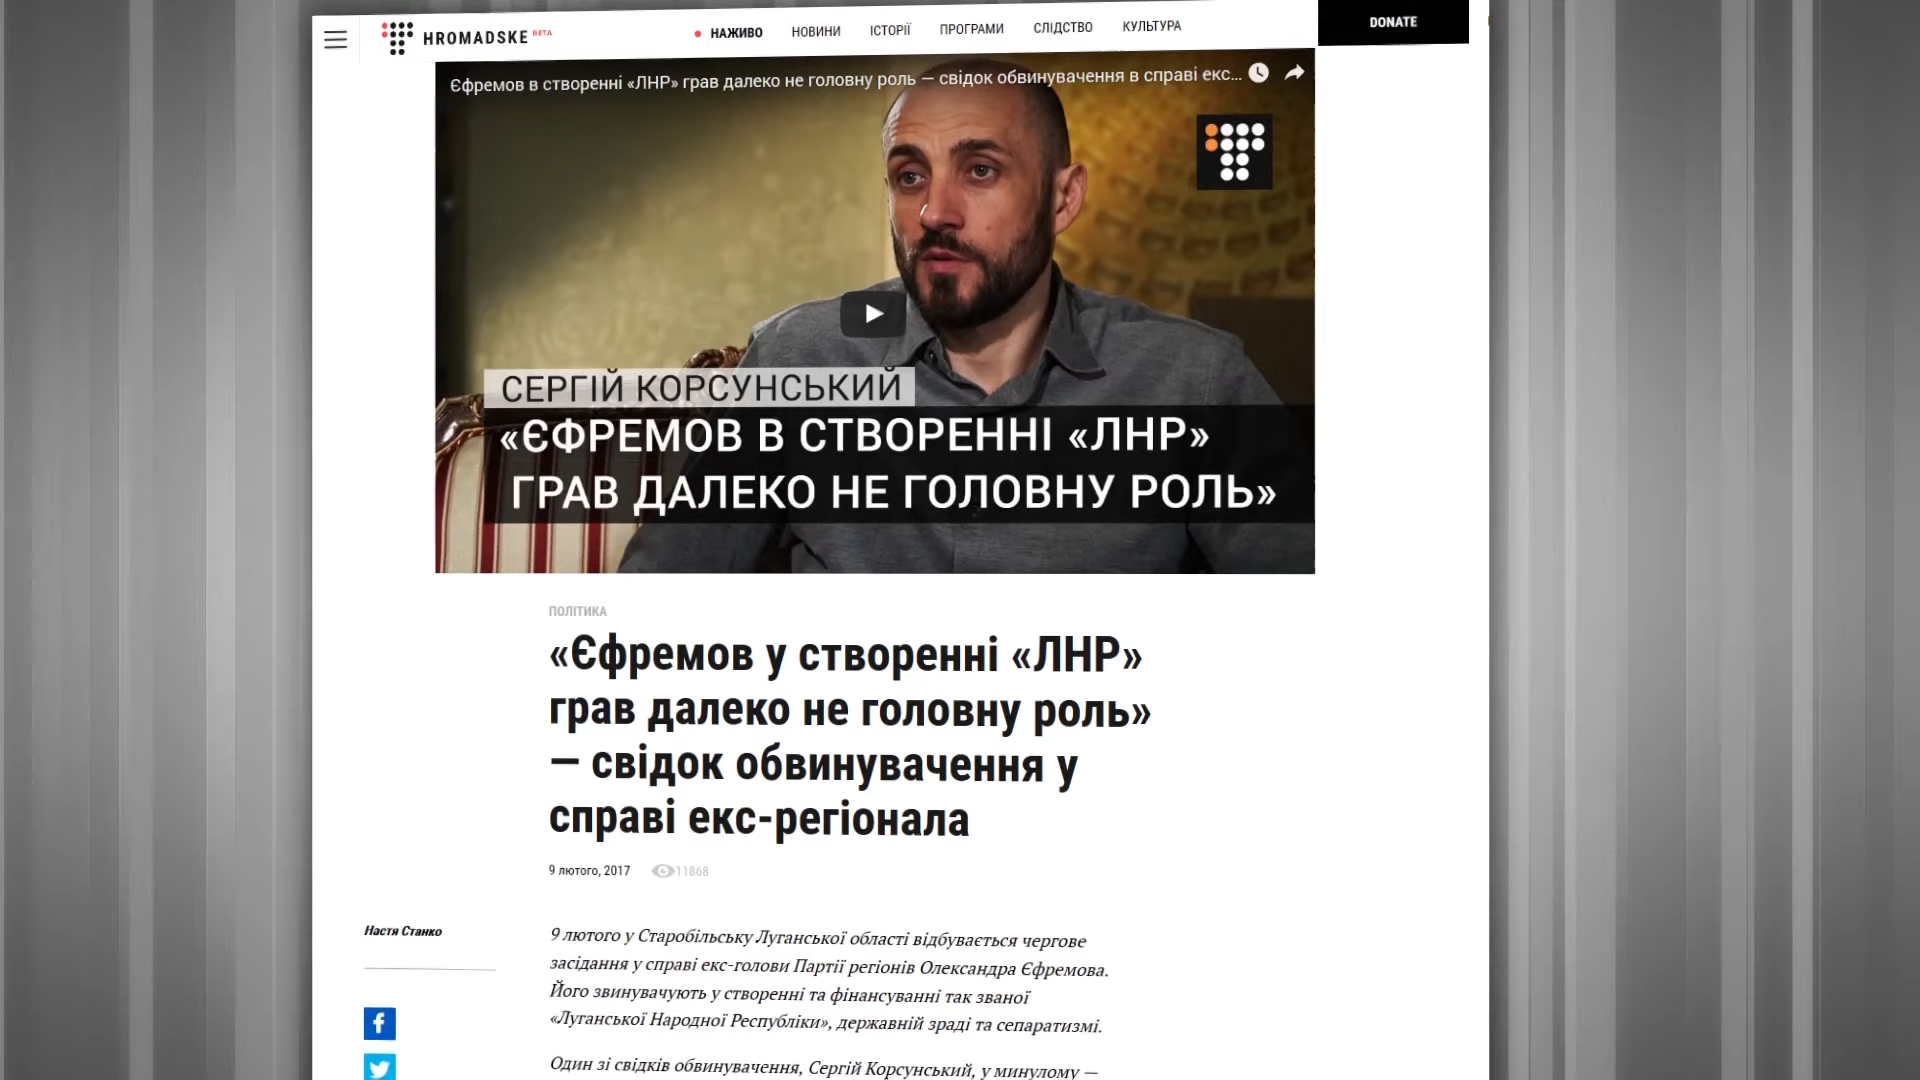 HROMADSKE BETA
НАЖИВО НОВИНИ ІСТОРІЇ ПРОГРАМИ СЛІДСТВО КУЛЬТУРА
DONATE
Єфремов в створенні «ЛНР» грав далеко не головну роль — свідок обвинувачення в справі екс...
СЕРГІЙ КОРСУНСЬКИЙ
«ЄФРЕМОВ В СТВОРЕННІ «ЛНР»
ГРАВ ДАЛЕКО НЕ ГОЛОВНУ РОЛЬ»
ПОЛІТИКА
«Єфремов у створенні «ЛНР»
грав далеко не головну роль»
— свідок обвинувачення у
справі екс-регіонала
9 лютого, 2017 11868
Настя Станко
9 лютого у Старобільську Луганської області відбувається чергове
засідання у справі екс-голови Партії регіонів Олександра Єфремова.
Його звинувачують у створенні та фінансуванні так званої
«Луганської Народної Республіки», державній зраді та сепаратизмі.
Один зі свідків обвинувачення, Сергій Корсунський, у минулому —